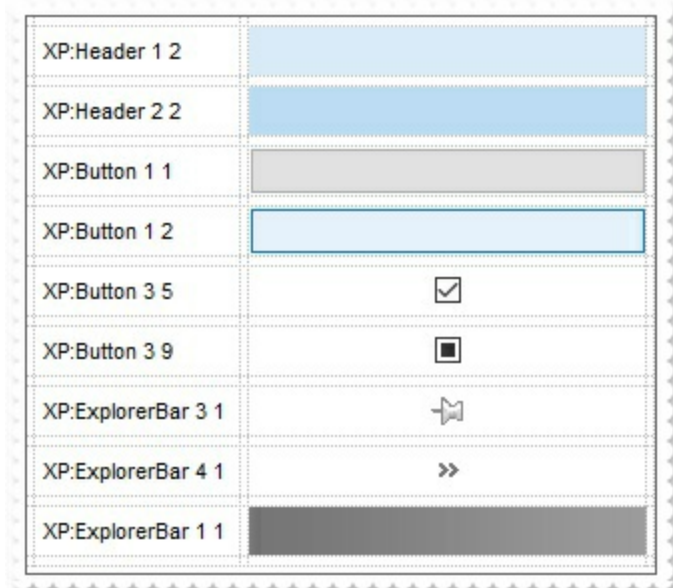 XP:Header 1 2
XP:Header 2 2
XP:Button 1 1
XP:Button 1 2
XP:Button 3 5
XP:Button 3 9
XP:ExplorerBar 3 1
XP:ExplorerBar 4 1
XP:ExplorerBar 1 1